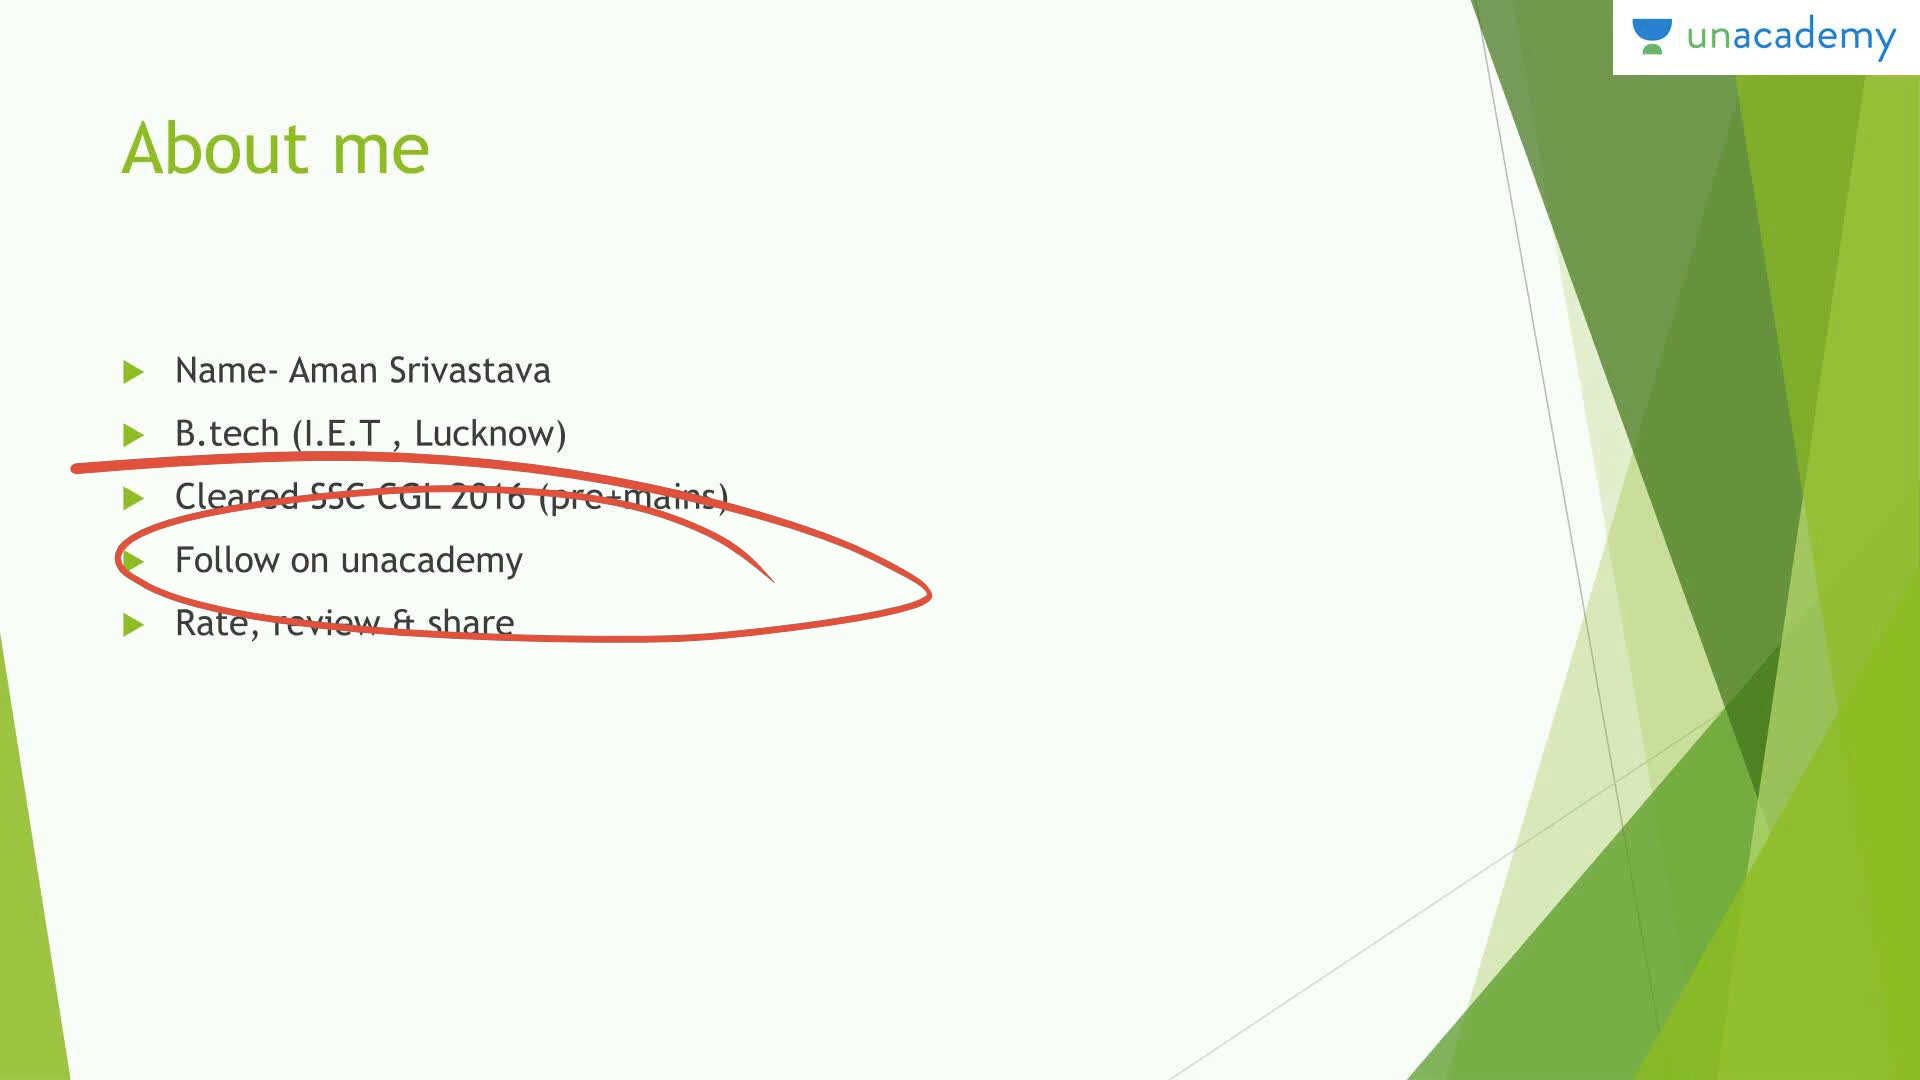 unacademy
About me
Name- Aman Srivastava
B.tech (I.E.T , Lucknow)
Cleared SSC CGL 2016 (pre+mains)
Follow on unacademy
Rate, review & share